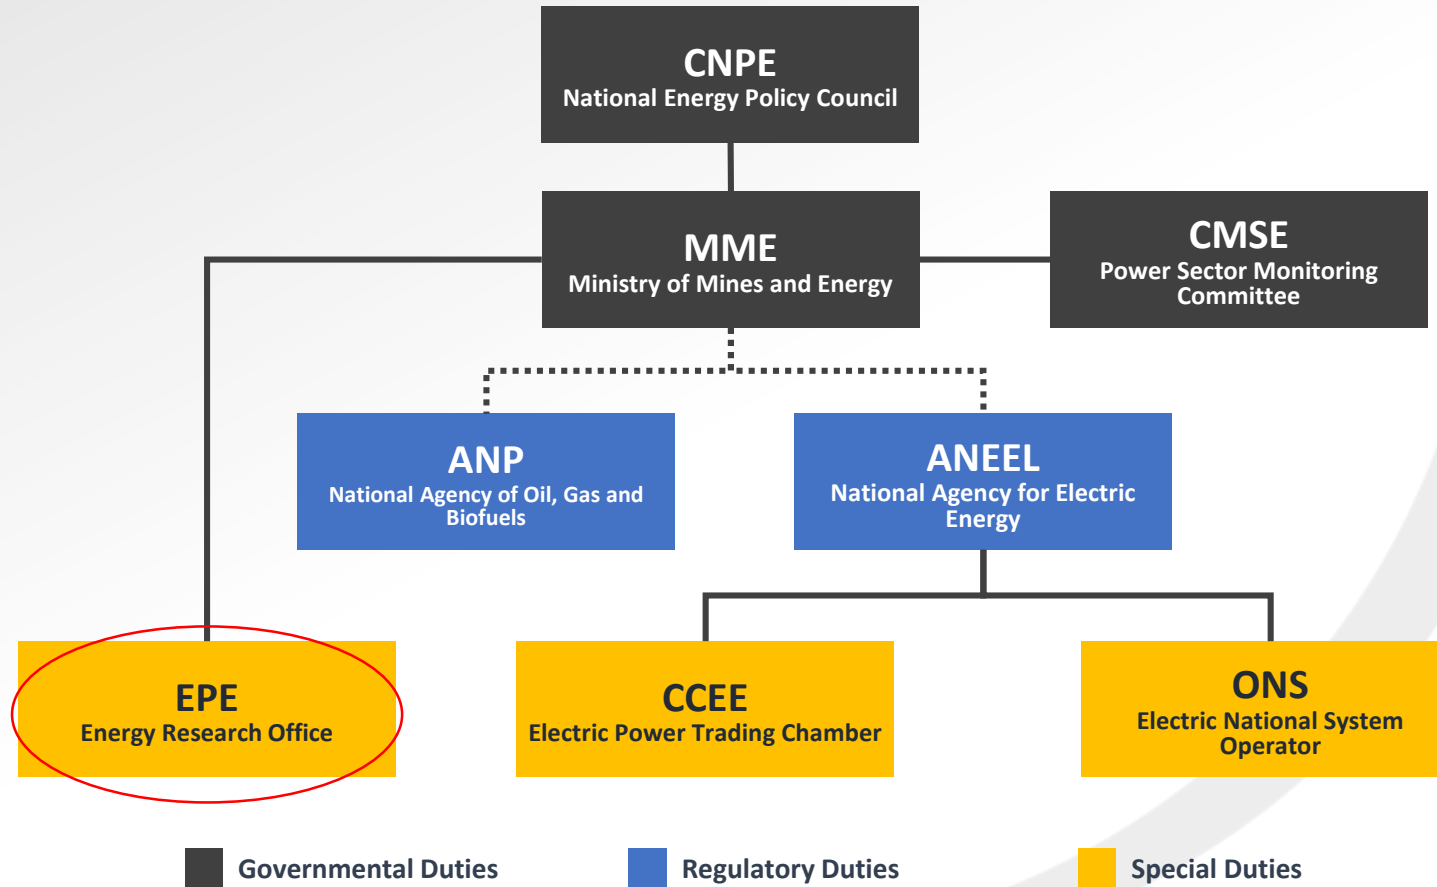 CNPE
National Energy Policy Council
MME
Ministry of Mines and Energy
CMSE
Power Sector Monitoring
Committee
ANP
National Agency of Oil, Gas and
Biofuels
ANEEL
National Agency for Electric
Energy
EPE
Energy Research Office
CCEE
Electric Power Trading Chamber
ONS
Electric National System
Operator
Governmental Duties
Regulatory Duties
Special Duties